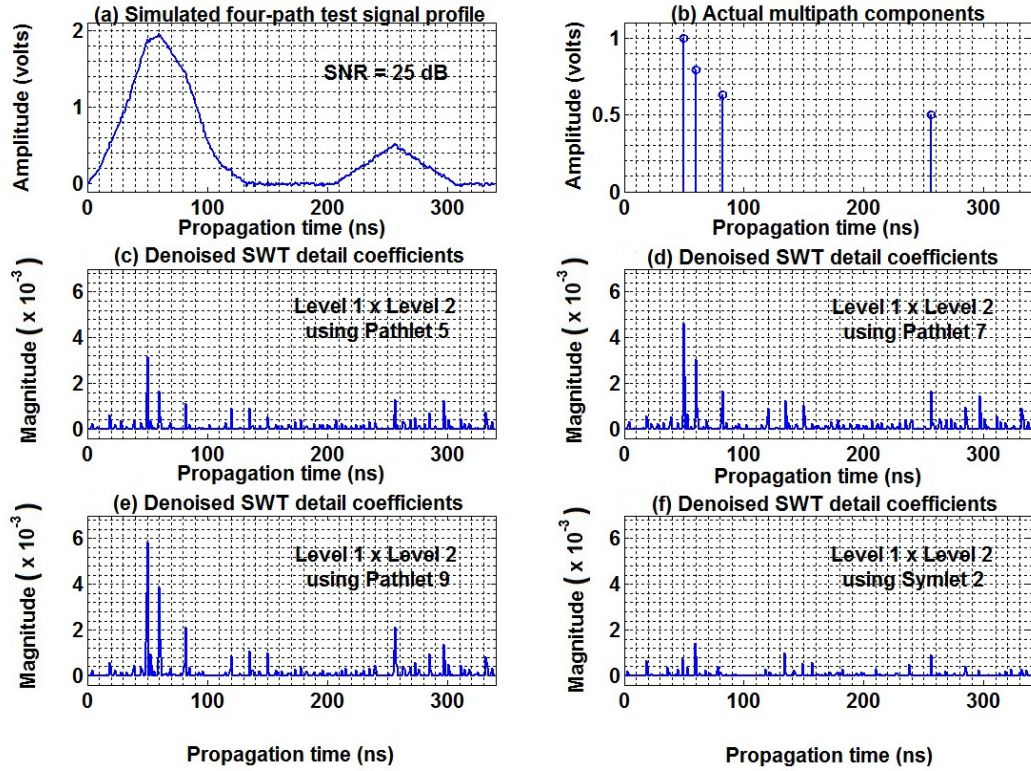 (a) Simulated four-path test signal profile
Amplitude (volts)
2
1
0
SNR = 25 dB
0 100 200 300
Propagation time (ns)
(b) Actual multipath components
Amplitude (volts)
1
0.5
0
0 100 200 300
Propagation time (ns)
(c) Denoised SWT detail coefficients
Magnitude ( x 10^-3 )
6
4
2
0
Level 1 x Level 2
using Pathlet 5
0 100 200 300
Propagation time (ns)
(d) Denoised SWT detail coefficients
Magnitude ( x 10^-3 )
6
4
2
0
Level 1 x Level 2
using Pathlet 7
0 100 200 300
Propagation time (ns)
(e) Denoised SWT detail coefficients
Magnitude ( x 10^-3 )
6
4
2
0
Level 1 x Level 2
using Pathlet 9
0 100 200 300
Propagation time (ns)
(f) Denoised SWT detail coefficients
Magnitude ( x 10^-3 )
6
4
2
0
Level 1 x Level 2
using Symlet 2
0 100 200 300
Propagation time (ns)